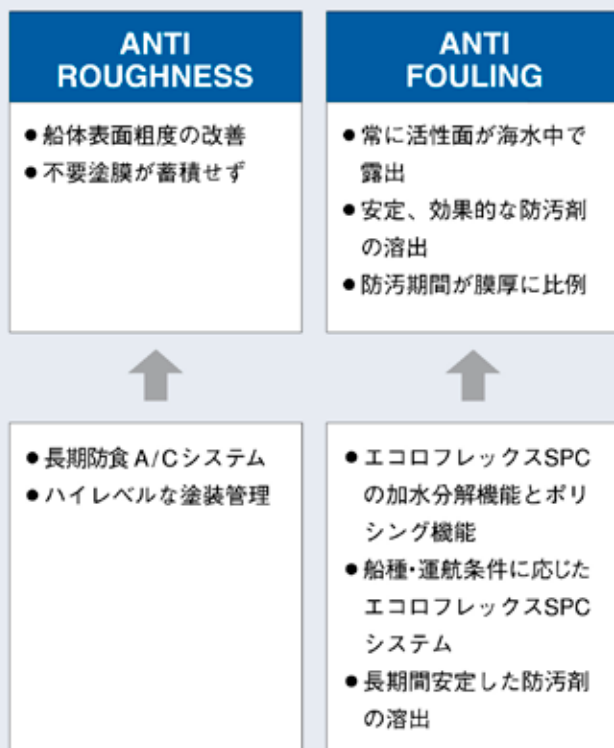 ANTI
ROUGHNESS
● 船体表面粗度の改善
● 不要塗膜が蓄積せず
ANTI
FOULING
● 常に活性面が海水中で
露出
● 安定、効果的な防汚剤
の溶出
● 防汚期間が膜厚に比例
● 長期防食A/Cシステム
● ハイレベルな塗装管理
● エコロフレックスSPC
の加水分解機能とポリ
シング機能
● 船種・運航条件に応じた
エコロフレックスSPC
システム
● 長期間安定した防汚剤
の溶出